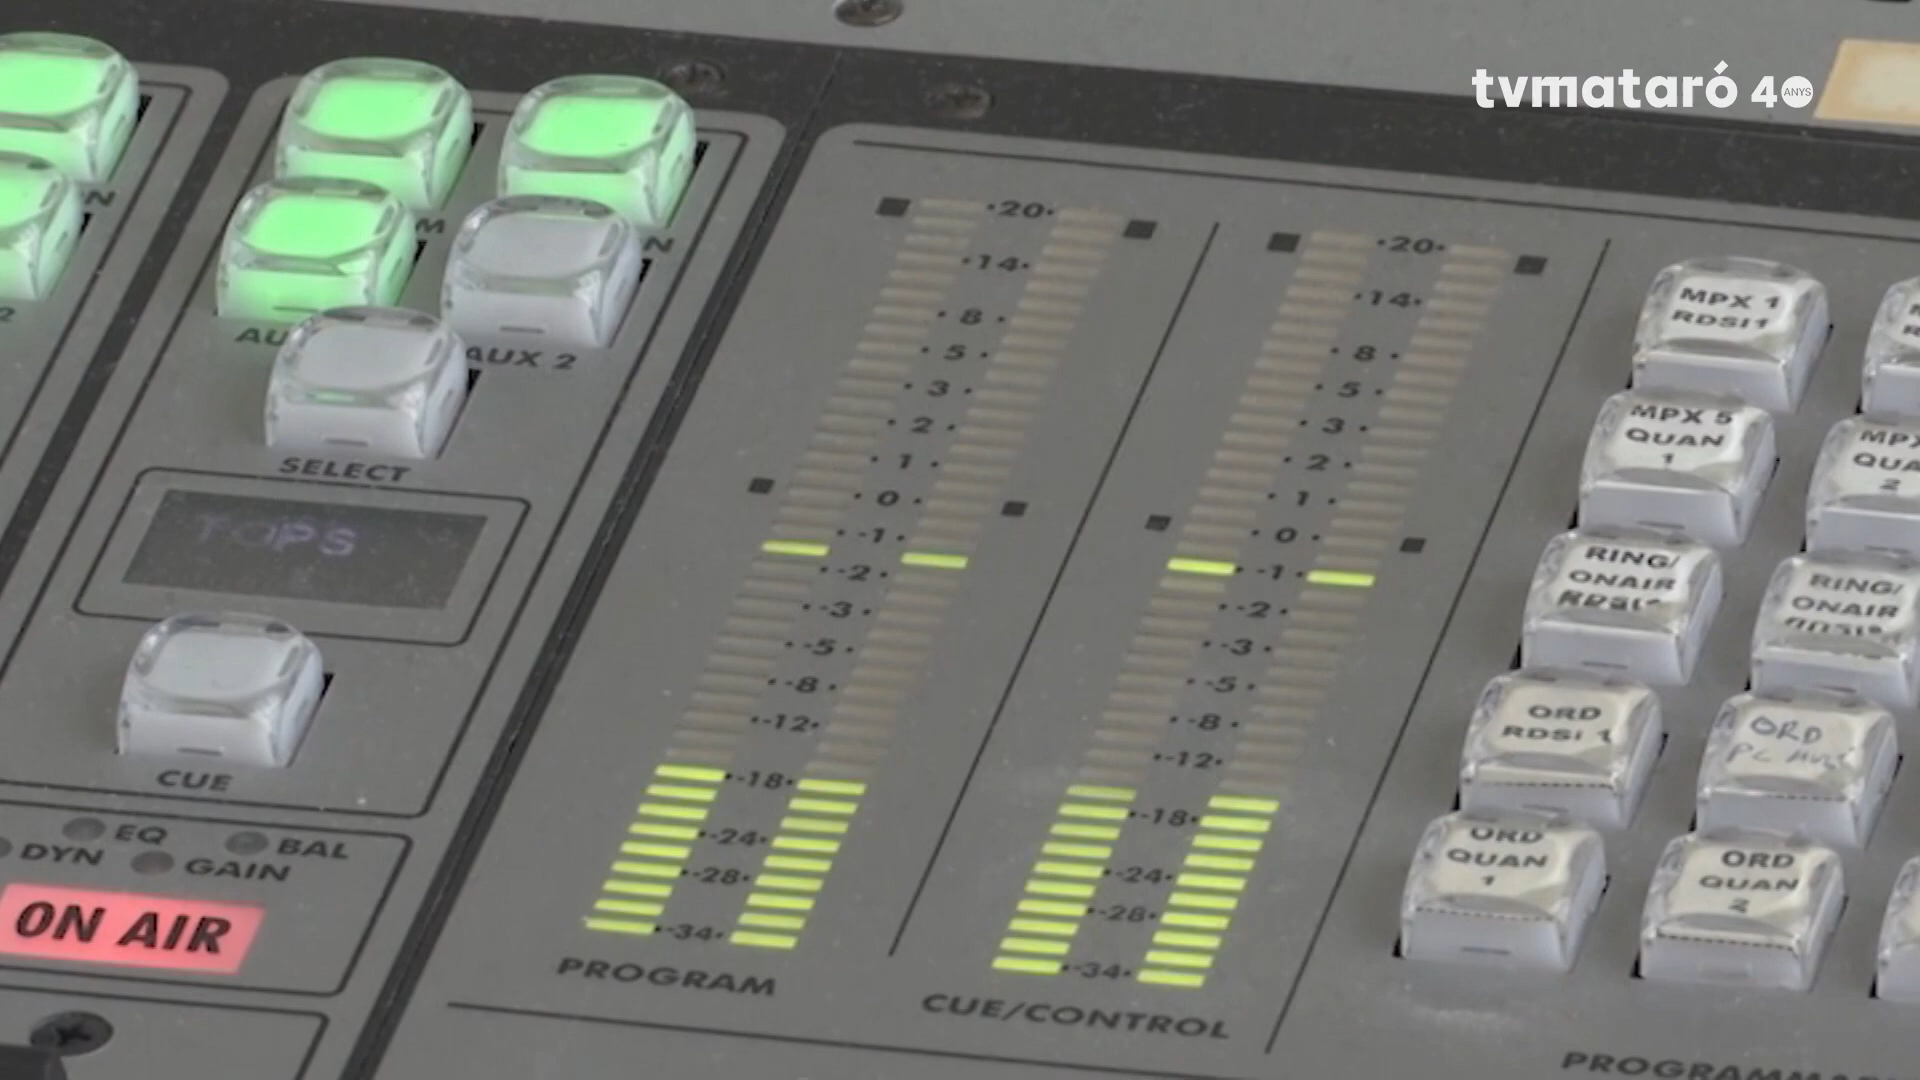 tvmataró 40 ANYS
AUX 2
SELECT
TOPS
CUE
EQ
BAL
DYN
GAIN
ON AIR
20
14
8
5
3
2
1
0
-1
-2
-3
-5
-8
-12
-18
-24
-28
-34
PROGRAM
20
14
8
5
3
2
1
0
-1
-2
-3
-5
-8
-12
-18
-24
-28
-34
CUE/CONTROL
MPX 1
RDSI1
MPX 5
QUAN
1
RING/
ONAIR
RDSI1
RING/
ONAIR
ORD
RDSI 1
ORD
PC
ORD
QUAN
1
ORD
QUAN
2